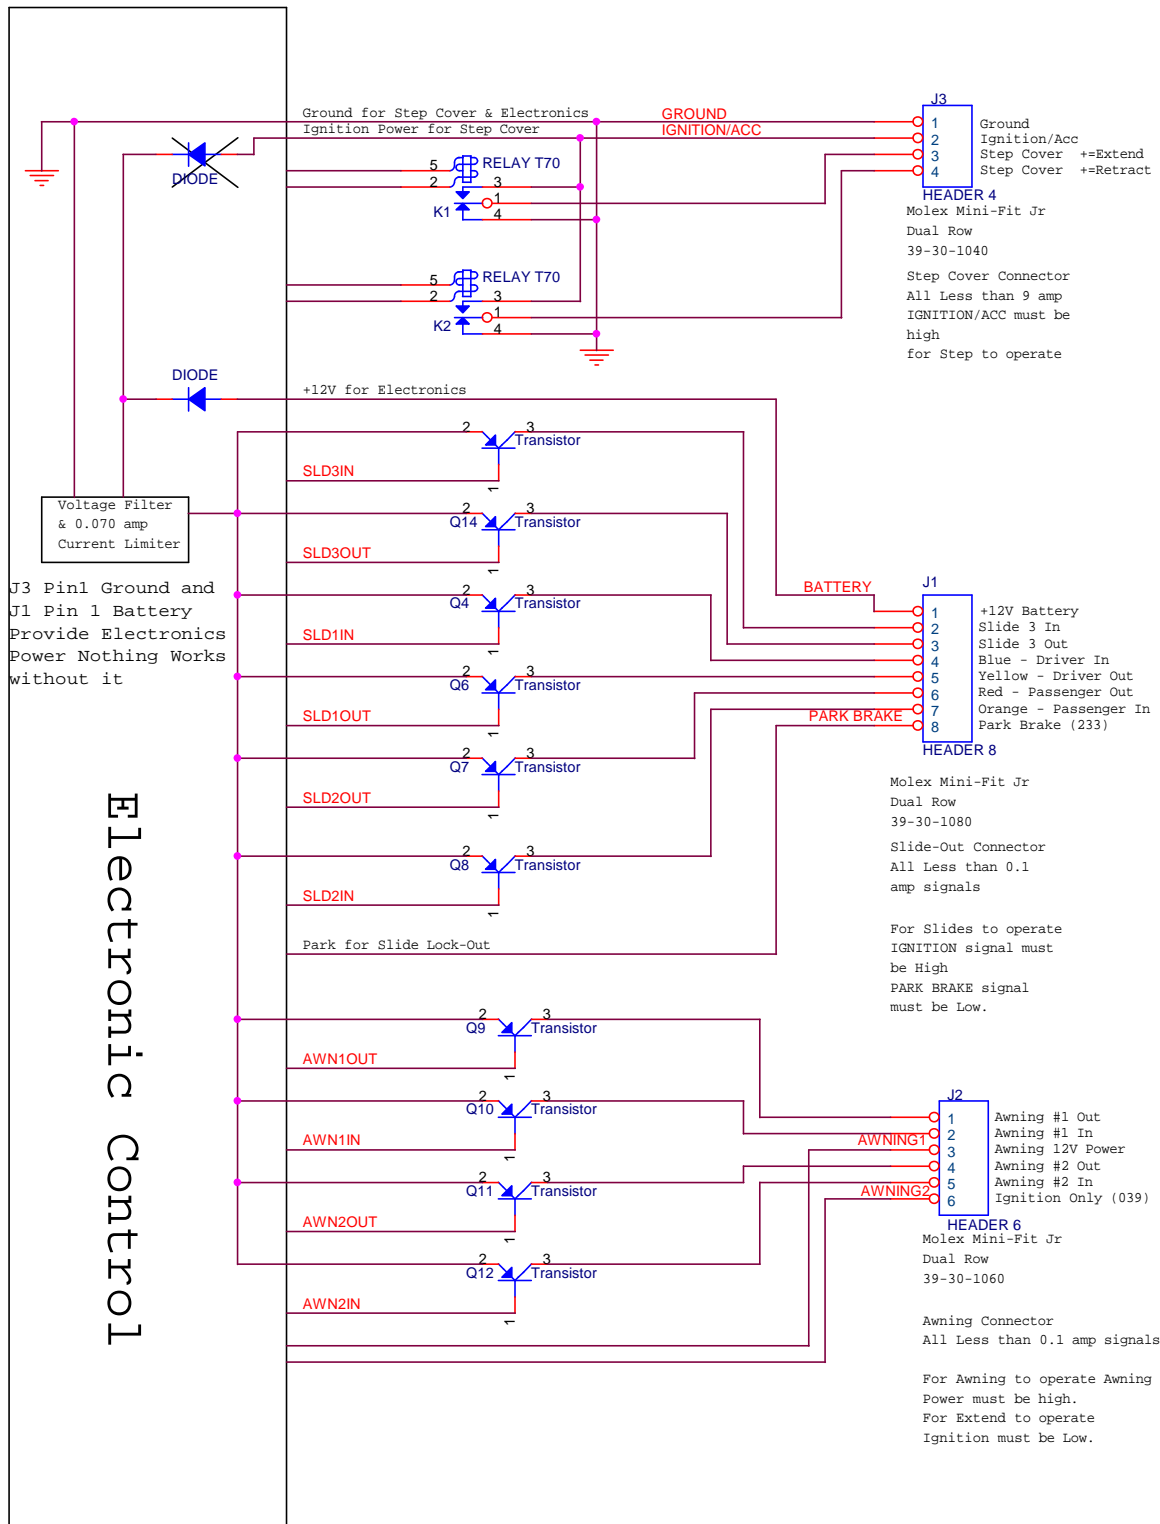 J3
Ground for Step Cover & Electronics
GROUND
1
Ground
Ignition Power for Step Cover
IGNITION/ACC
2
Ignition/Acc
3
Step Cover +=Extend
4
Step Cover +=Retract
HEADER 4
DIODE
5
RELAY T70
2
3
1
K1
4
Molex Mini-Fit Jr
Dual Row
39-30-1040
Step Cover Connector
All Less than 9 amp
IGNITION/ACC must be
high
for Step to operate
5
RELAY T70
2
3
1
K2
4
DIODE
+12V for Electronics
2
3
Transistor
SLD3IN
1
Voltage Filter
& 0.070 amp
Current Limiter
2
3
Q14
Transistor
SLD3OUT
1
J3 Pin1 Ground and
J1 Pin 1 Battery
Provide Electronics
Power Nothing Works
without it
2
3
Q4
Transistor
SLD1IN
1
2
3
Q6
Transistor
SLD1OUT
1
2
3
Q7
Transistor
SLD2OUT
1
2
3
Q8
Transistor
SLD2IN
1
Park for Slide Lock-Out
J1
BATTERY
1
+12V Battery
2
Slide 3 In
3
Slide 3 Out
4
Blue - Driver In
5
Yellow - Driver Out
6
Red - Passenger Out
7
Orange - Passenger In
PARK BRAKE
8
Park Brake (233)
HEADER 8
Molex Mini-Fit Jr
Dual Row
39-30-1080
Slide-Out Connector
All Less than 0.1
amp signals
For Slides to operate
IGNITION signal must
be High
PARK BRAKE signal
must be Low.
Electronic Control
2
3
Q9
Transistor
AWN1OUT
1
2
3
Q10
Transistor
AWN1IN
1
2
3
Q11
Transistor
AWN2OUT
1
2
3
Q12
Transistor
AWN2IN
1
J2
1
Awning #1 Out
2
Awning #1 In
AWNING1
3
Awning 12V Power
4
Awning #2 Out
5
Awning #2 In
AWNING2
6
Ignition Only (039)
HEADER 6
Molex Mini-Fit Jr
Dual Row
39-30-1060
Awning Connector
All Less than 0.1 amp signals
For Awning to operate Awning
Power must be high.
For Extend to operate
Ignition must be Low.